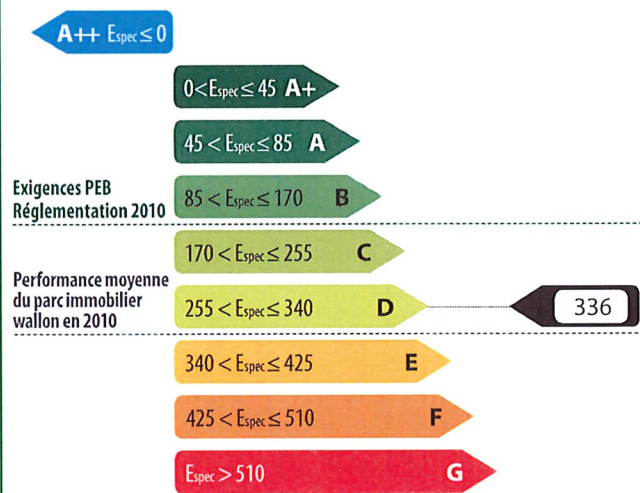 A++ Espec ≤ 0
0 < Espec ≤ 45 A+
45 < Espec ≤ 85 A
Exigences PEB
Réglementation 2010
85 < Espec ≤ 170 B
170 < Espec ≤ 255 C
Performance moyenne
du parc immobilier
wallon en 2010
255 < Espec ≤ 340 D
336
340 < Espec ≤ 425 E
425 < Espec ≤ 510 F
Espec > 510 G